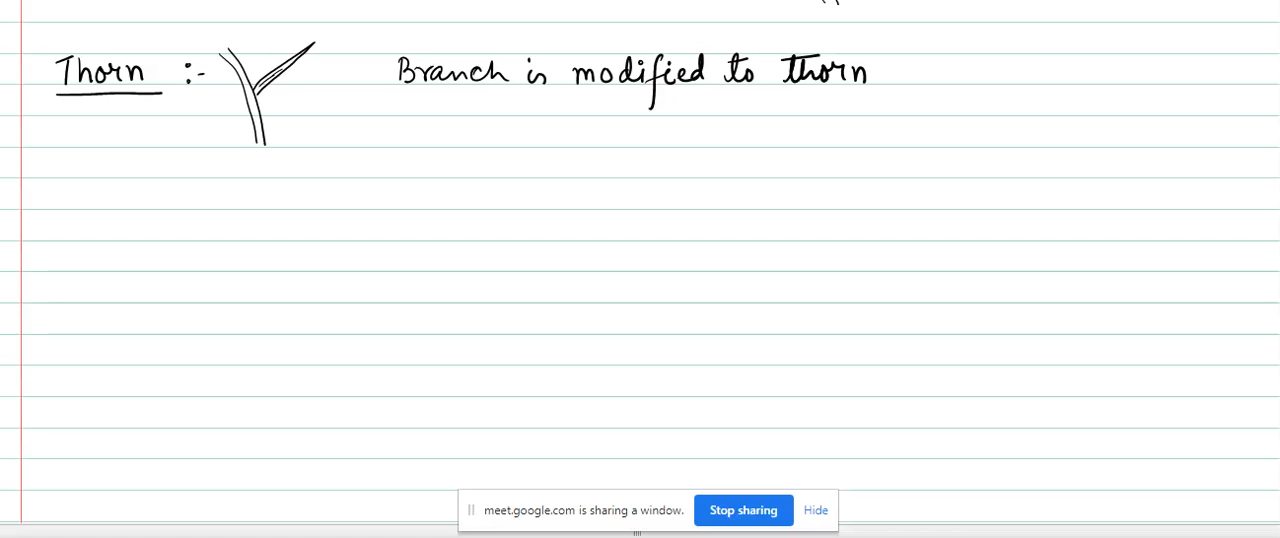 Thorn :- Branch is modified to thorn
meet.google.com is sharing a window. Stop sharing Hide